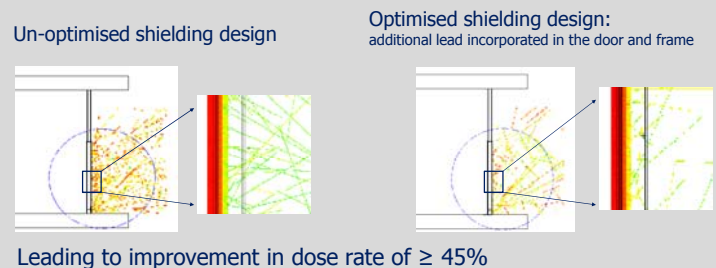 Un-optimised shielding design
Optimised shielding design:
additional lead incorporated in the door and frame
Leading to improvement in dose rate of ≥ 45%